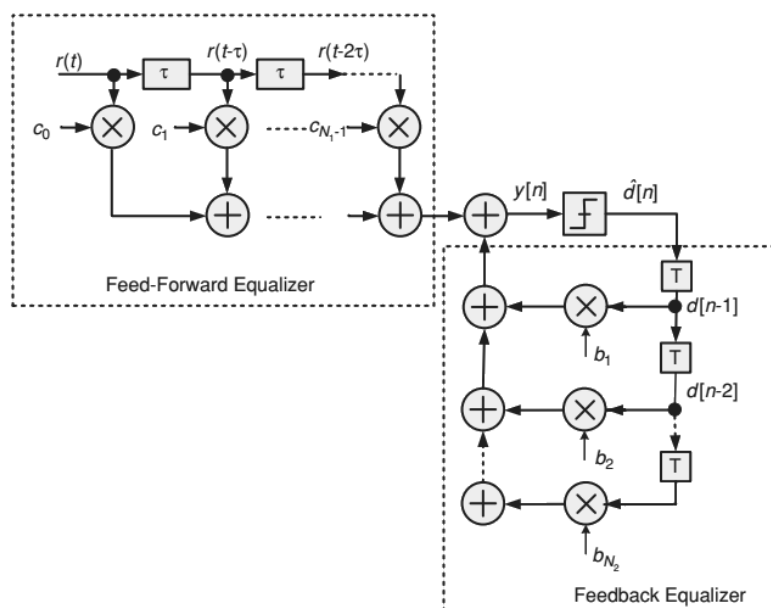 r(t)
τ
r(t-τ)
τ
r(t-2τ)
c0
c1
cN1-1
y[n]
d̂[n]
Feed-Forward Equalizer
T
d[n-1]
b1
T
d[n-2]
b2
T
bN2
Feedback Equalizer